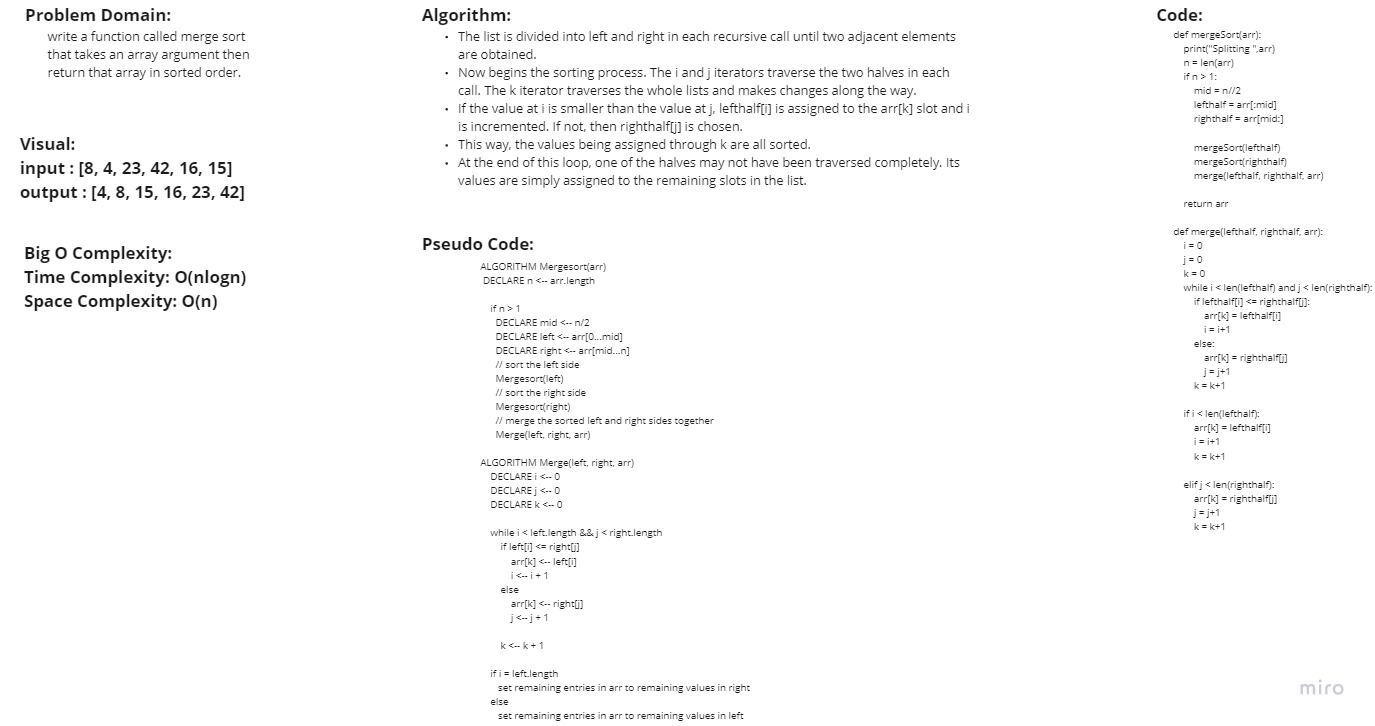 Problem Domain:
write a function called merge sort
that takes an array argument then
return that array in sorted order.
Visual:
input : [8, 4, 23, 42, 16, 15]
output : [4, 8, 15, 16, 23, 42]
Big O Complexity:
Time Complexity: O(nlogn)
Space Complexity: O(n)
Algorithm:
• The list is divided into left and right in each recursive call until two adjacent elements
are obtained.
• Now begins the sorting process. The i and j iterators traverse the two halves in each
call. The k iterator traverses the whole lists and makes changes along the way.
• If the value at i is smaller than the value at j, lefthalf[i] is assigned to the arr[k] slot and i
is incremented. If not, then righthalf[j] is chosen.
• This way, the values being assigned through k are all sorted.
• At the end of this loop, one of the halves may not have been traversed completely. Its
values are simply assigned to the remaining slots in the list.
Pseudo Code:
ALGORITHM Mergesort(arr)
DECLARE n <-- arr.length
if n > 1
DECLARE mid <-- n/2
DECLARE left <-- arr[0...mid]
DECLARE right <-- arr[mid...n]
// sort the left side
Mergesort(left)
// sort the right side
Mergesort(right)
// merge the sorted left and right sides together
Merge(left, right, arr)
ALGORITHM Merge(left, right, arr)
DECLARE i <-- 0
DECLARE j <-- 0
DECLARE k <-- 0
while i < left.length && j < right.length
if left[i] <= right[j]
arr[k] <-- left[i]
i <-- i + 1
else
arr[k] <-- right[j]
j <-- j + 1
k <-- k + 1
if i = left.length
set remaining entries in arr to remaining values in right
else
set remaining entries in arr to remaining values in left
Code:
def mergeSort(arr):
print("Splitting ",arr)
n = len(arr)
if n > 1:
mid = n//2
lefthalf = arr[:mid]
righthalf = arr[mid:]
mergeSort(lefthalf)
mergeSort(righthalf)
merge(lefthalf, righthalf, arr)
return arr
def merge(lefthalf, righthalf, arr):
i = 0
j = 0
k = 0
while i < len(lefthalf) and j < len(righthalf):
if lefthalf[i] <= righthalf[j]:
arr[k] = lefthalf[i]
i = i+1
else:
arr[k] = righthalf[j]
j = j+1
k = k+1
if i < len(lefthalf):
arr[k] = lefthalf[i]
i = i+1
k = k+1
elif j < len(righthalf):
arr[k] = righthalf[j]
j = j+1
k = k+1
miro